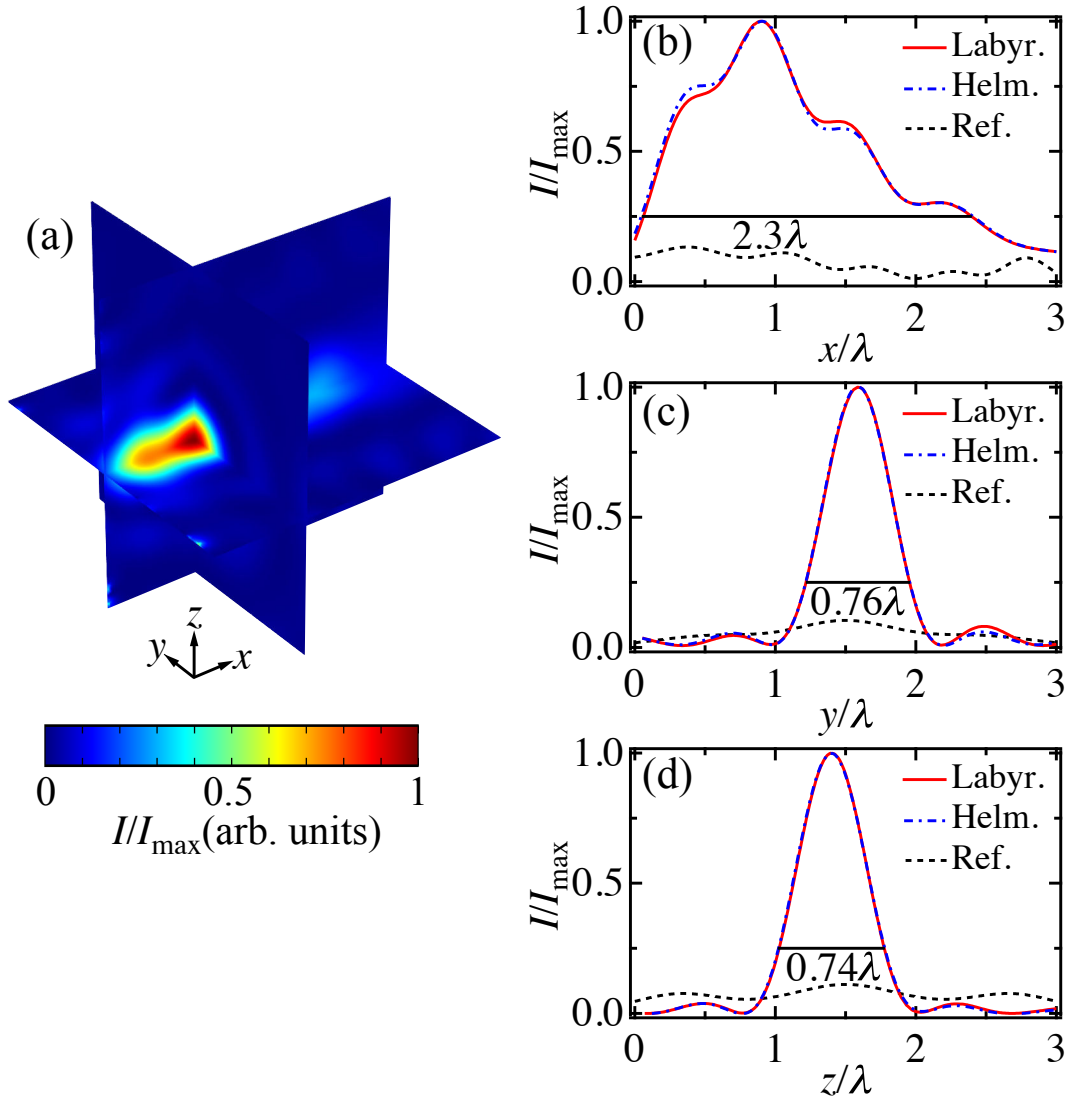 (a)
z
y
x
0
0.5
1
I/Imax(arb. units)
(b)
Labyr.
Helm.
Ref.
2.3λ
1.0
0.5
0.0
I/Imax
0
1
2
3
x/λ
(c)
Labyr.
Helm.
Ref.
0.76λ
1.0
0.5
0.0
I/Imax
0
1
2
3
y/λ
(d)
Labyr.
Helm.
Ref.
0.74λ
1.0
0.5
0.0
I/Imax
0
1
2
3
z/λ